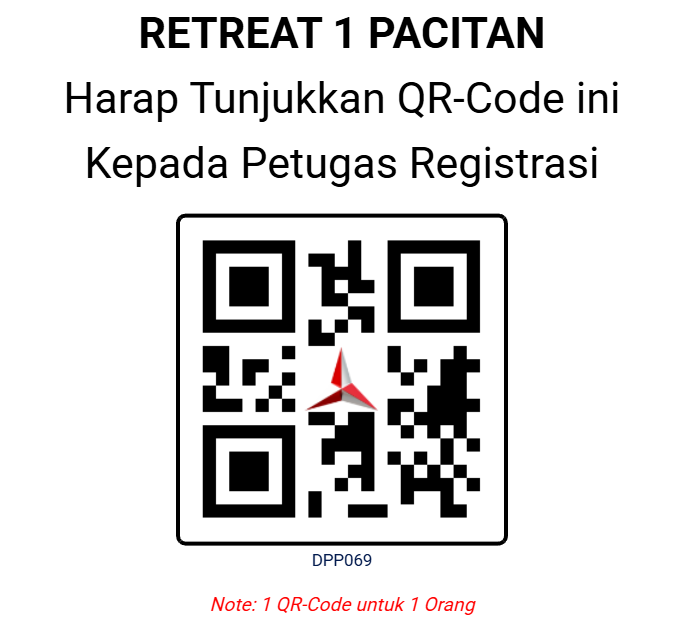 RETREAT 1 PACITAN
Harap Tunjukkan QR-Code ini
Kepada Petugas Registrasi
DPP069
Note: 1 QR-Code untuk 1 Orang